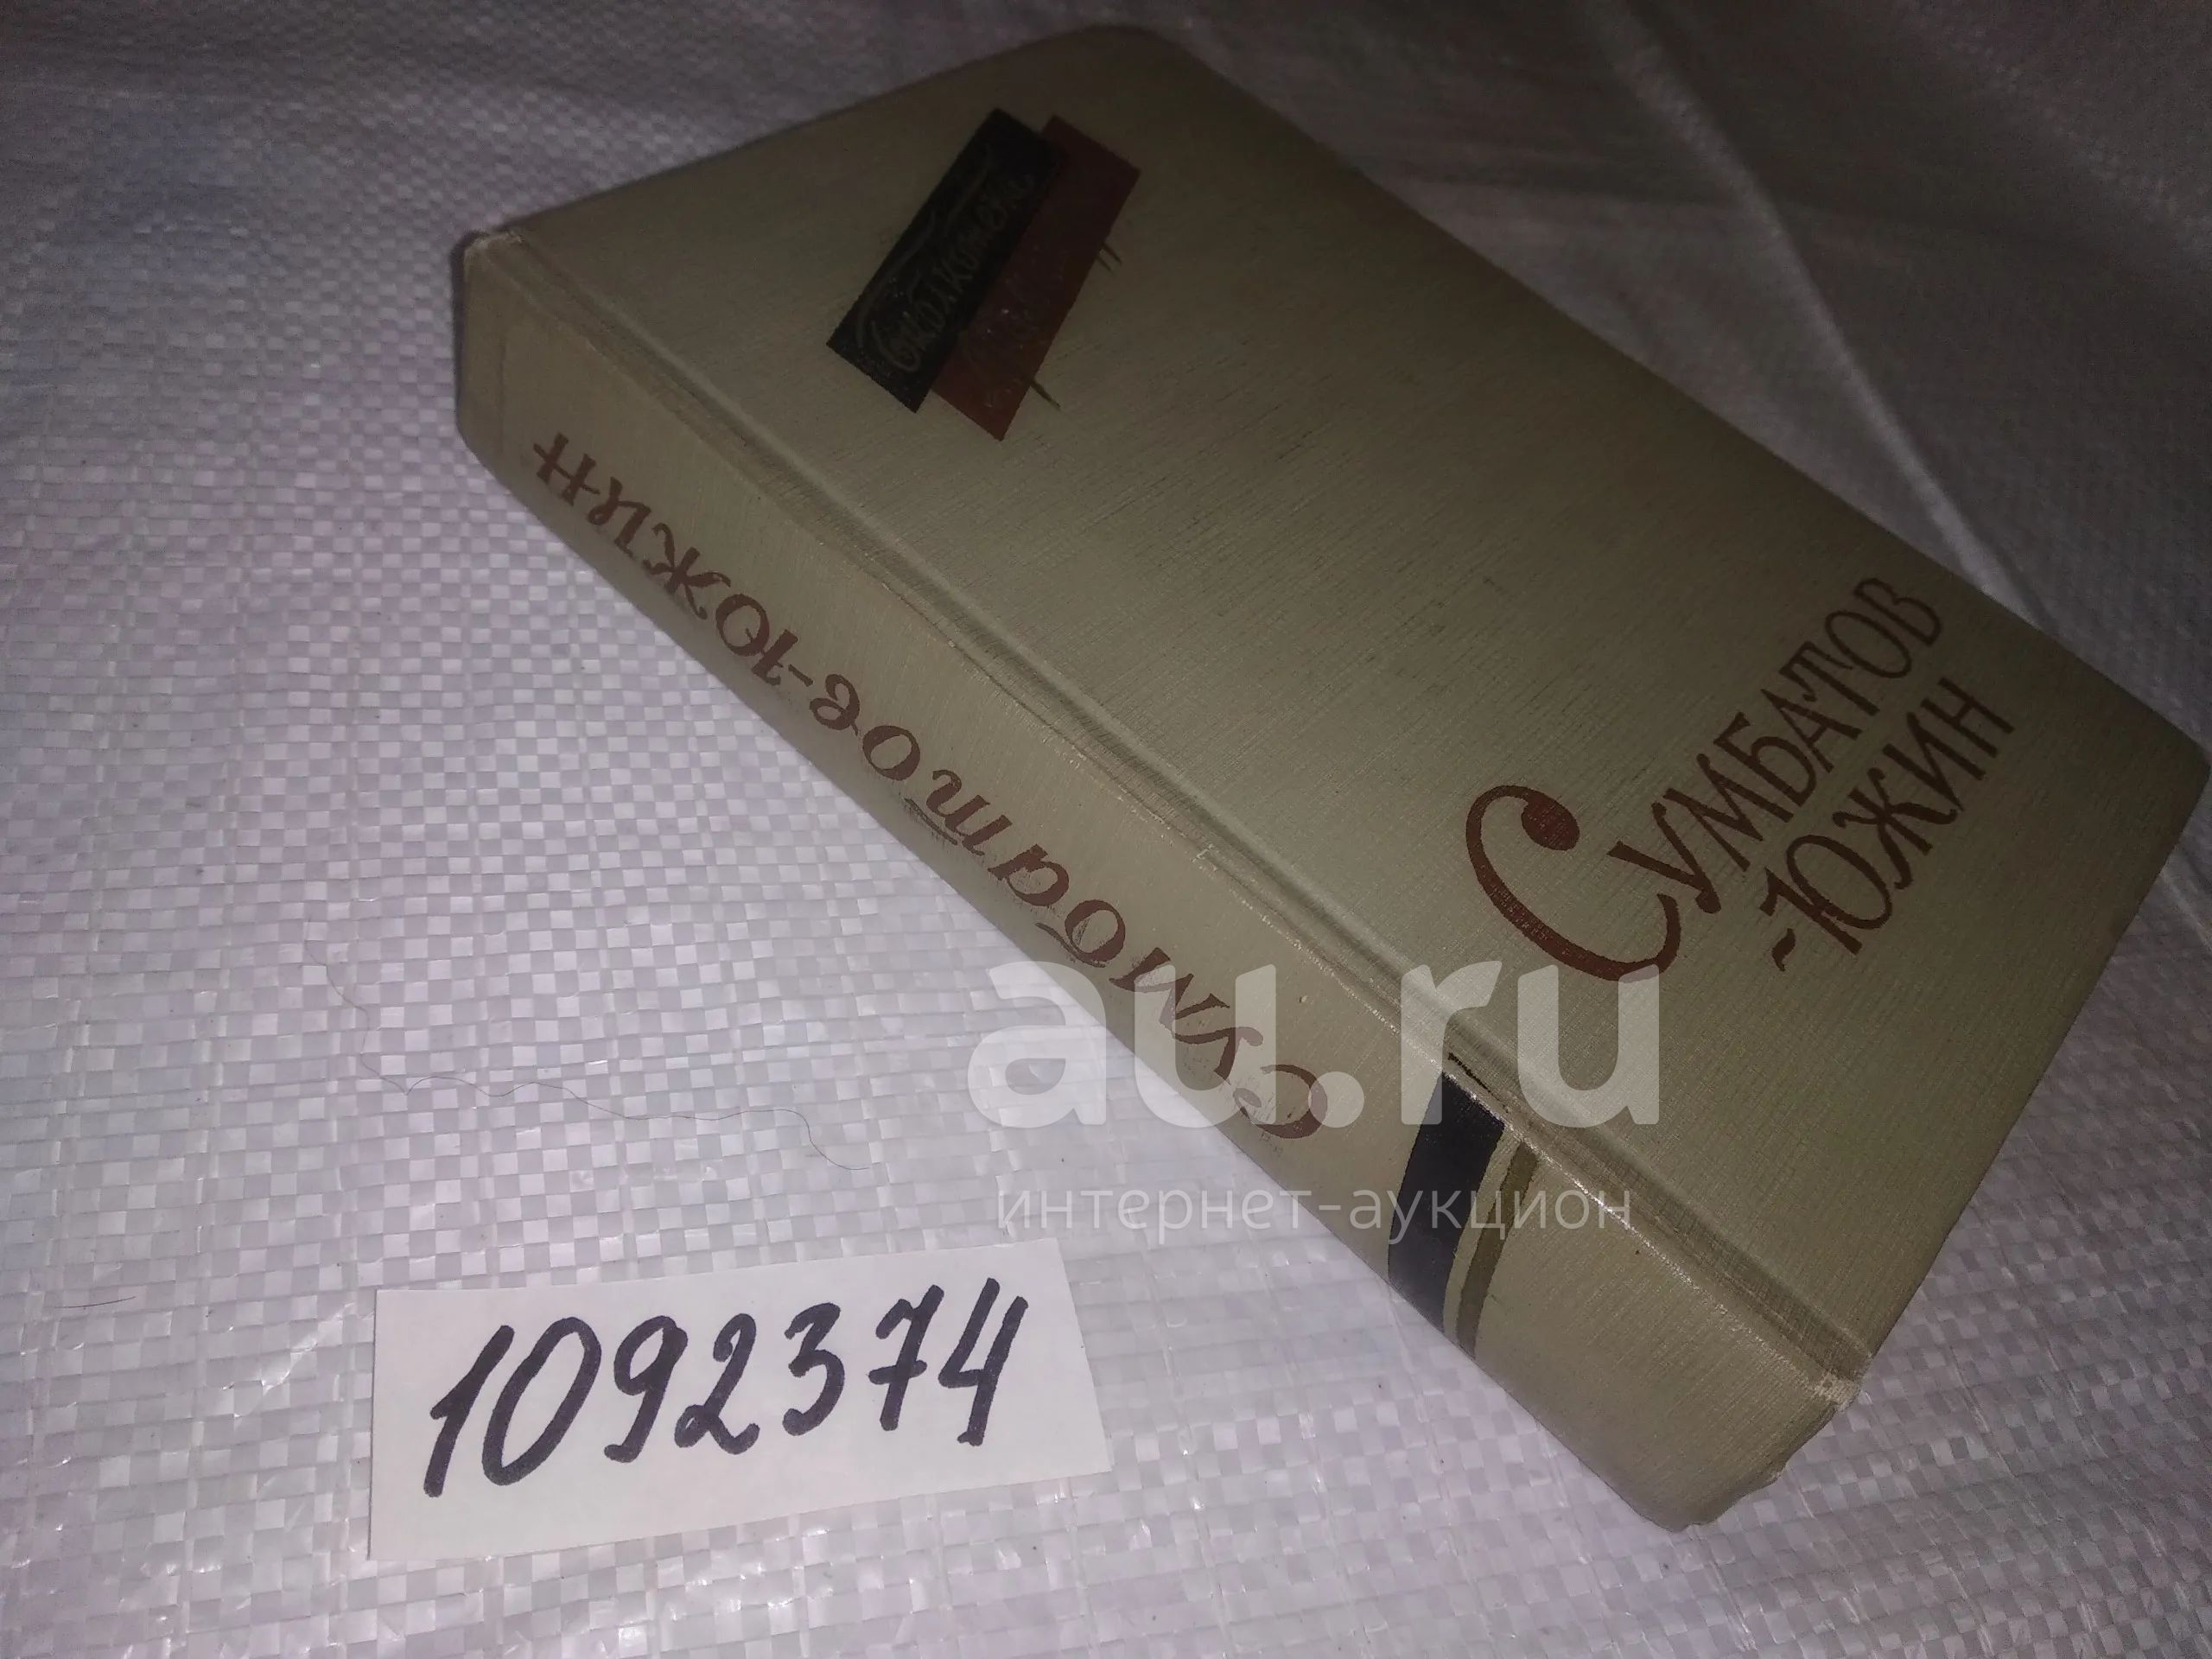 СУМБАТОВ
-ЮЖИН
Сумбатов-Южин
au.ru
интернет-аукцион
1092374